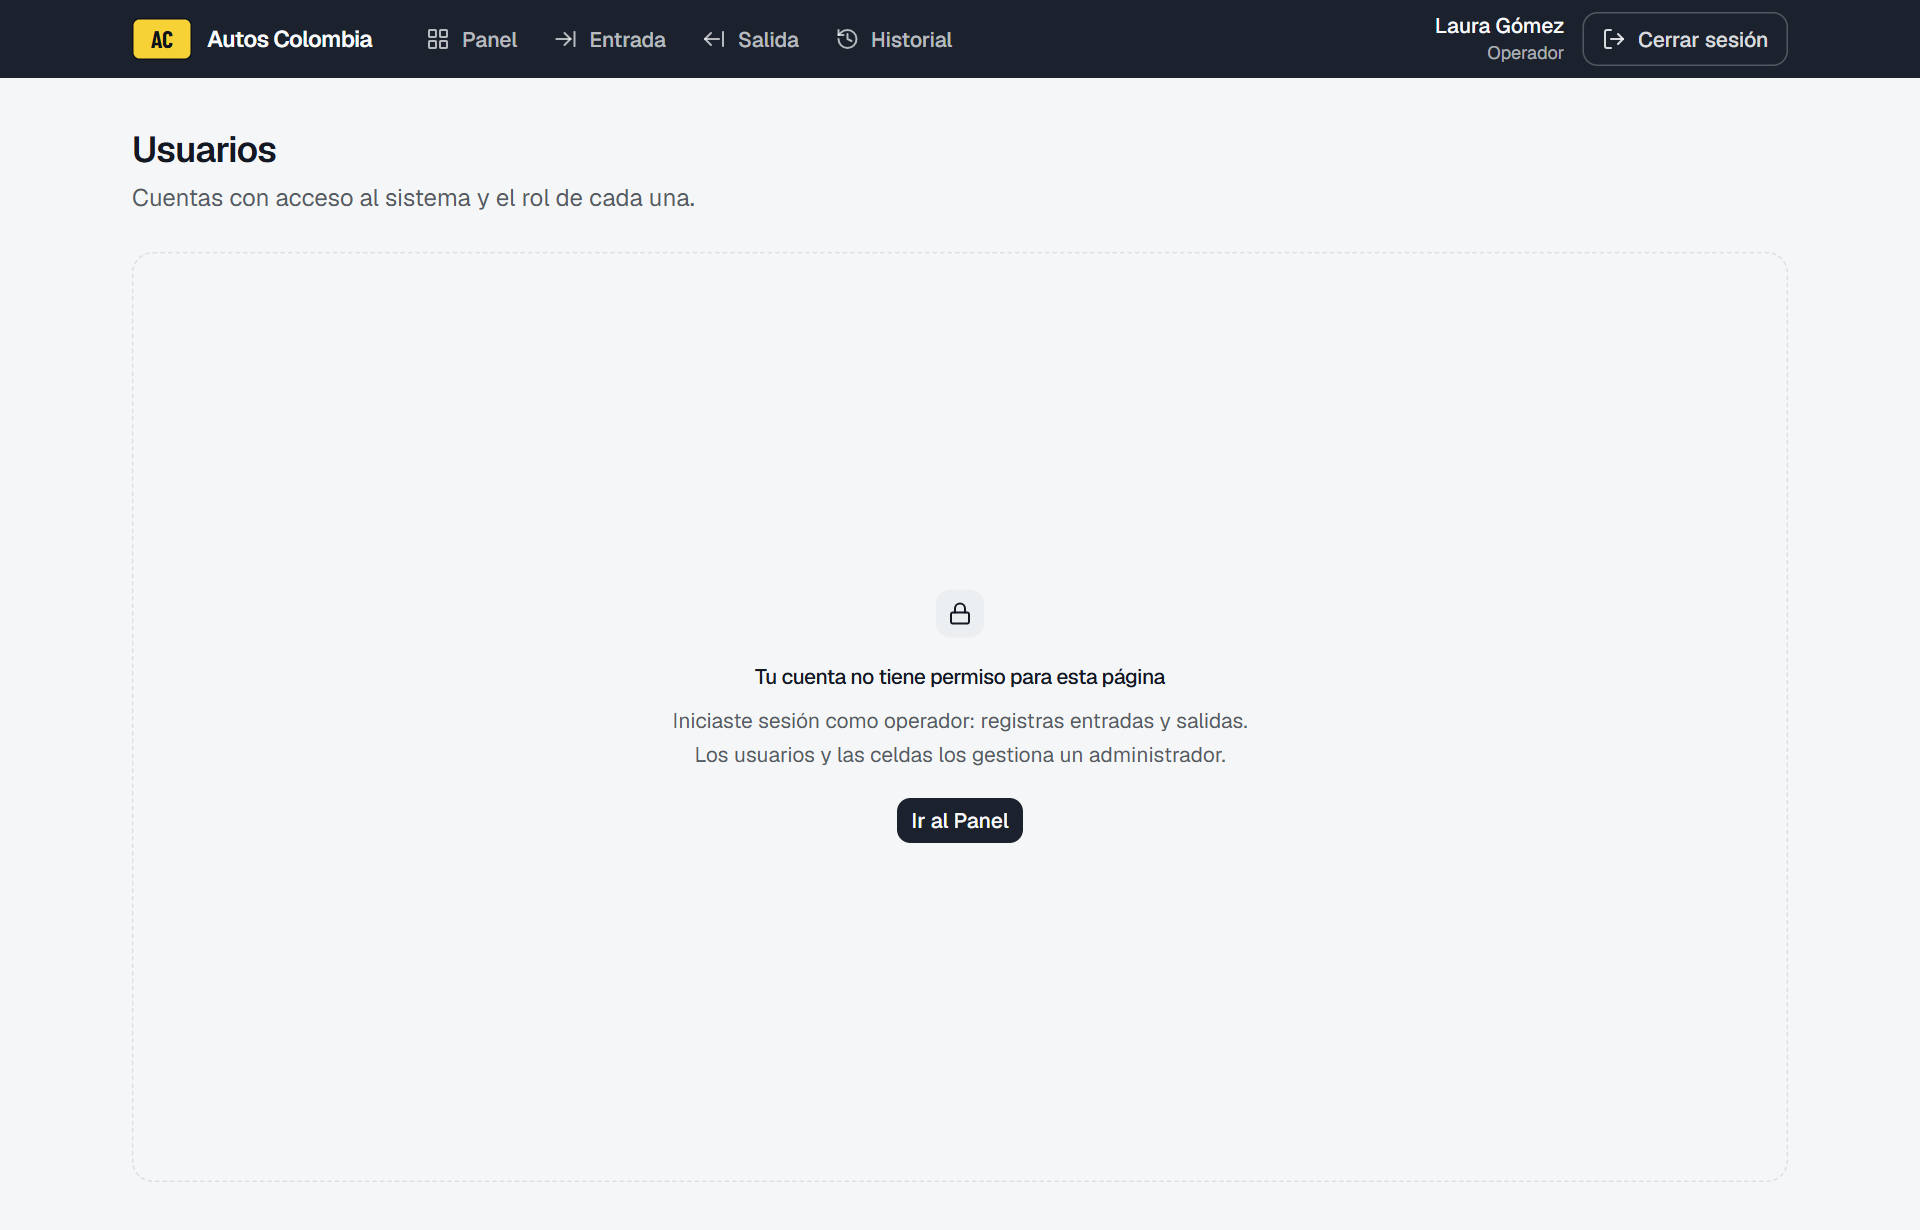 AC Autos Colombia Panel Entrada Salida Historial Laura Gómez Cerrar sesión
Operador
Usuarios
Cuentas con acceso al sistema y el rol de cada una.
Tu cuenta no tiene permiso para esta página
Iniciaste sesión como operador: registras entradas y salidas.
Los usuarios y las celdas los gestiona un administrador.
Ir al Panel